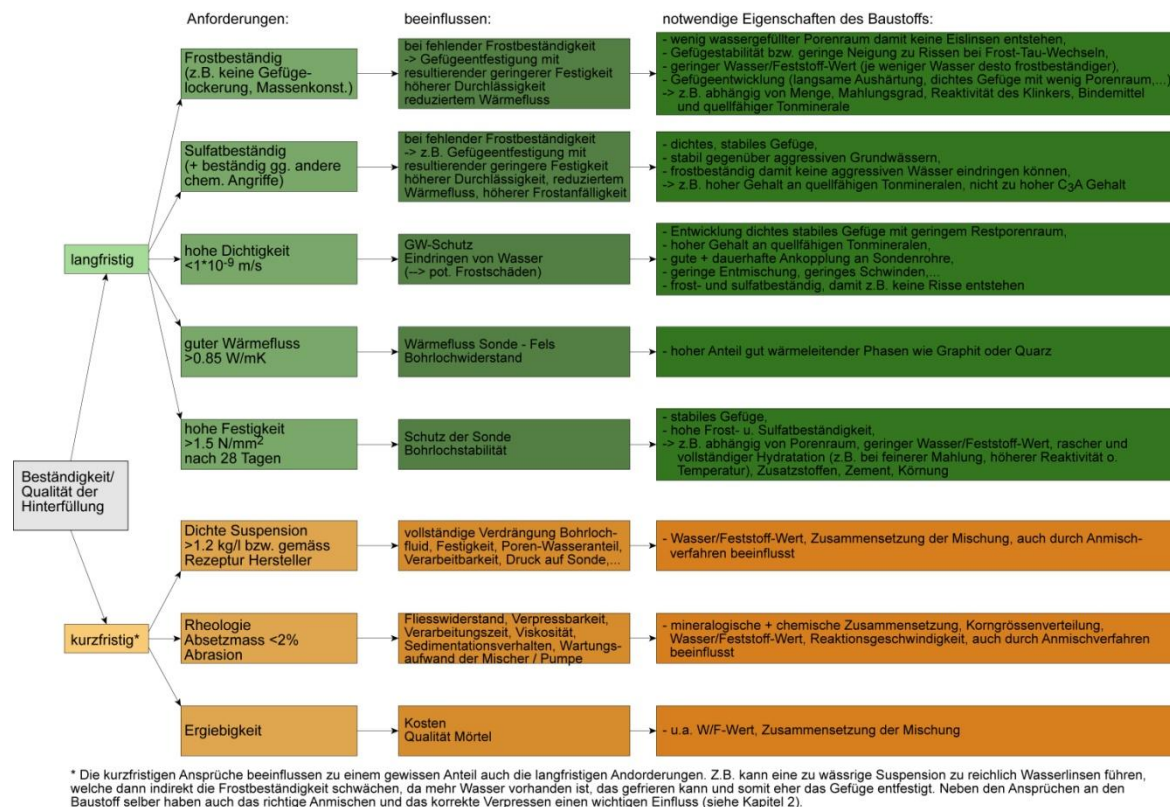 Anforderungen:
beeinflussen:
notwendige Eigenschaften des Baustoffs:
Frostbeständig
(z.B. keine Gefüge-
lockerung, Massenkonst.)
bei fehlender Frostbeständigkeit
-> Gefügeentfestigung mit
resultierender geringerer Festigkeit
höherer Durchlässigkeit
reduziertem Wärmefluss
- wenig wassergefüllter Porenraum damit keine Eislinsen entstehen,
- Gefügestabilität bzw. geringe Neigung zu Rissen bei Frost-Tau-Wechseln,
- geringer Wasser/Feststoff-Wert (je weniger Wasser desto frostbeständiger),
- Gefügeentwicklung (langsame Aushärtung, dichtes Gefüge mit wenig Porenraum,...)
-> z.B. abhängig von Menge, Mahlungsgrad, Reaktivität des Klinkers, Bindemittel
und quellfähiger Tonminerale
Sulfatbeständig
(+ beständig gg. andere
chem. Angriffe)
bei fehlender Frostbeständigkeit
-> z.B. Gefügeentfestigung mit
resultierender geringere Festigkeit
höherer Durchlässigkeit, reduziertem
Wärmefluss, höherer Frostanfälligkeit
- dichtes, stabiles Gefüge,
- stabil gegenüber aggressiven Grundwässern,
- frostbeständig damit keine aggressiven Wässer eindringen können,
-> z.B. hoher Gehalt an quellfähigen Tonmineralen, nicht zu hoher C3A Gehalt
langfristig
hohe Dichtigkeit
<1*10-9 m/s
GW-Schutz
Eindringen von Wasser
(--> pot. Frostschäden)
- Entwicklung dichtes stabiles Gefüge mit geringem Restporenraum,
- hoher Gehalt an quellfähigen Tonmineralen,
- gute + dauerhafte Ankopplung an Sondenrohre,
- geringe Entmischung, geringes Schwinden,...
- frost- und sulfatbeständig, damit z.B. keine Risse entstehen
guter Wärmefluss
>0.85 W/mK
Wärmefluss Sonde - Fels
Bohrlochwiderstand
- hoher Anteil gut wärmeleitender Phasen wie Graphit oder Quarz
hohe Festigkeit
>1.5 N/mm2
nach 28 Tagen
Schutz der Sonde
Bohrlochstabilität
- stabiles Gefüge,
- hohe Frost- u. Sulfatbeständigkeit,
-> z.B. abhängig von Porenraum, geringer Wasser/Feststoff-Wert, rascher und
vollständiger Hydratation (z.B. bei feinerer Mahlung, höherer Reaktivität o.
Temperatur), Zusatzstoffen, Zement, Körnung
Beständigkeit/
Qualität der
Hinterfüllung
Dichte Suspension
>1.2 kg/l bzw. gemäss
Rezeptur Hersteller
vollständige Verdrängung Bohrloch-
fluid, Festigkeit, Poren-Wasseranteil,
Verarbeitbarkeit, Druck auf Sonde,...
- Wasser/Feststoff-Wert, Zusammensetzung der Mischung, auch durch Anmisch-
verfahren beeinflusst
kurzfristig*
Rheologie
Absetzmass <2%
Abrasion
Fliesswiderstand, Verpressbarkeit,
Verarbeitungszeit, Viskosität,
Sedimentationsverhalten, Wartungs-
aufwand der Mischer / Pumpe
- mineralogische + chemische Zusammensetzung, Korngrössenverteilung,
Wasser/Feststoff-Wert, Reaktionsgeschwindigkeit, auch durch Anmischverfahren
beeinflusst
Ergiebigkeit
Kosten
Qualität Mörtel
- u.a. W/F-Wert, Zusammensetzung der Mischung
* Die kurzfristigen Ansprüche beeinflussen zu einem gewissen Anteil auch die langfristigen Andorderungen. Z.B. kann eine zu wässrige Suspension zu reichlich Wasserlinsen führen,
welche dann indirekt die Frostbeständigkeit schwächen, da mehr Wasser vorhanden ist, das gefrieren kann und somit eher das Gefüge entfestigt. Neben den Ansprüchen an den
Baustoff selber haben auch das richtige Anmischen und das korrekte Verpressen einen wichtigen Einfluss (siehe Kapitel 2).